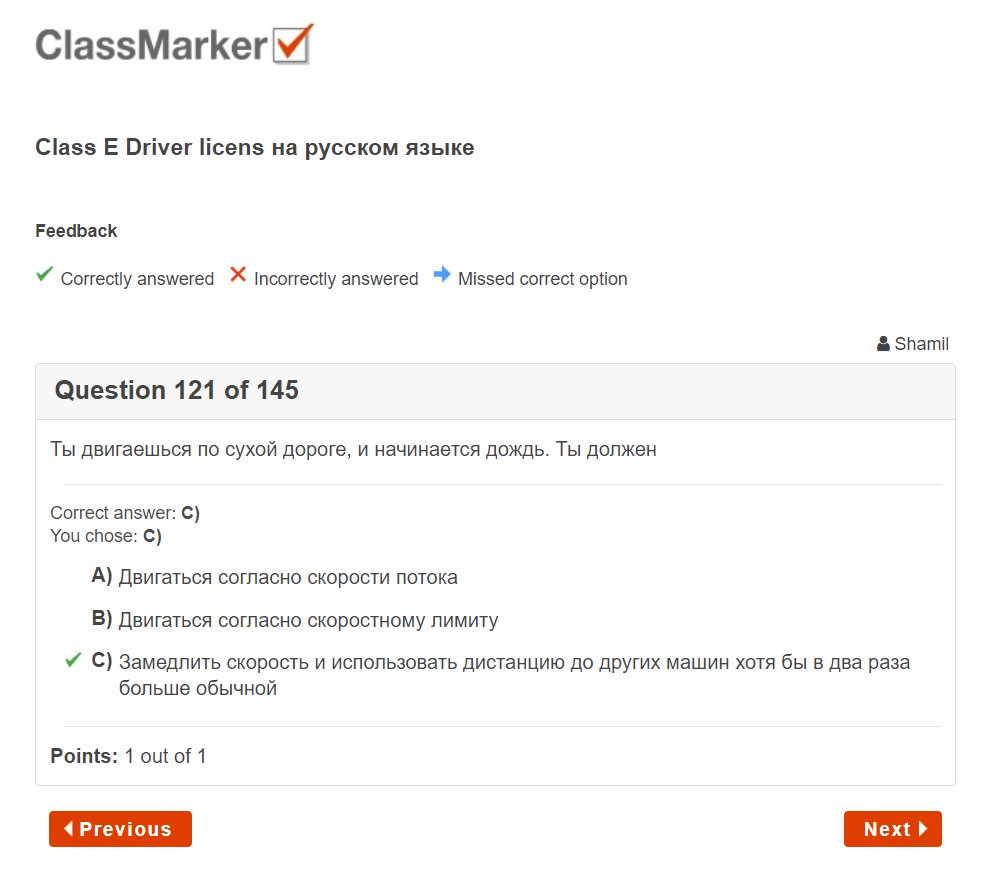 ClassMarker
Class E Driver licens на русском языке
Feedback
Correctly answered Incorrectly answered Missed correct option
Shamil
Question 121 of 145
Ты двигаешься по сухой дороге, и начинается дождь. Ты должен
Correct answer: C)
You chose: C)
A) Двигаться согласно скорости потока
B) Двигаться согласно скоростному лимиту
C) Замедлить скорость и использовать дистанцию до других машин хотя бы в два раза
больше обычной
Points: 1 out of 1
Previous
Next